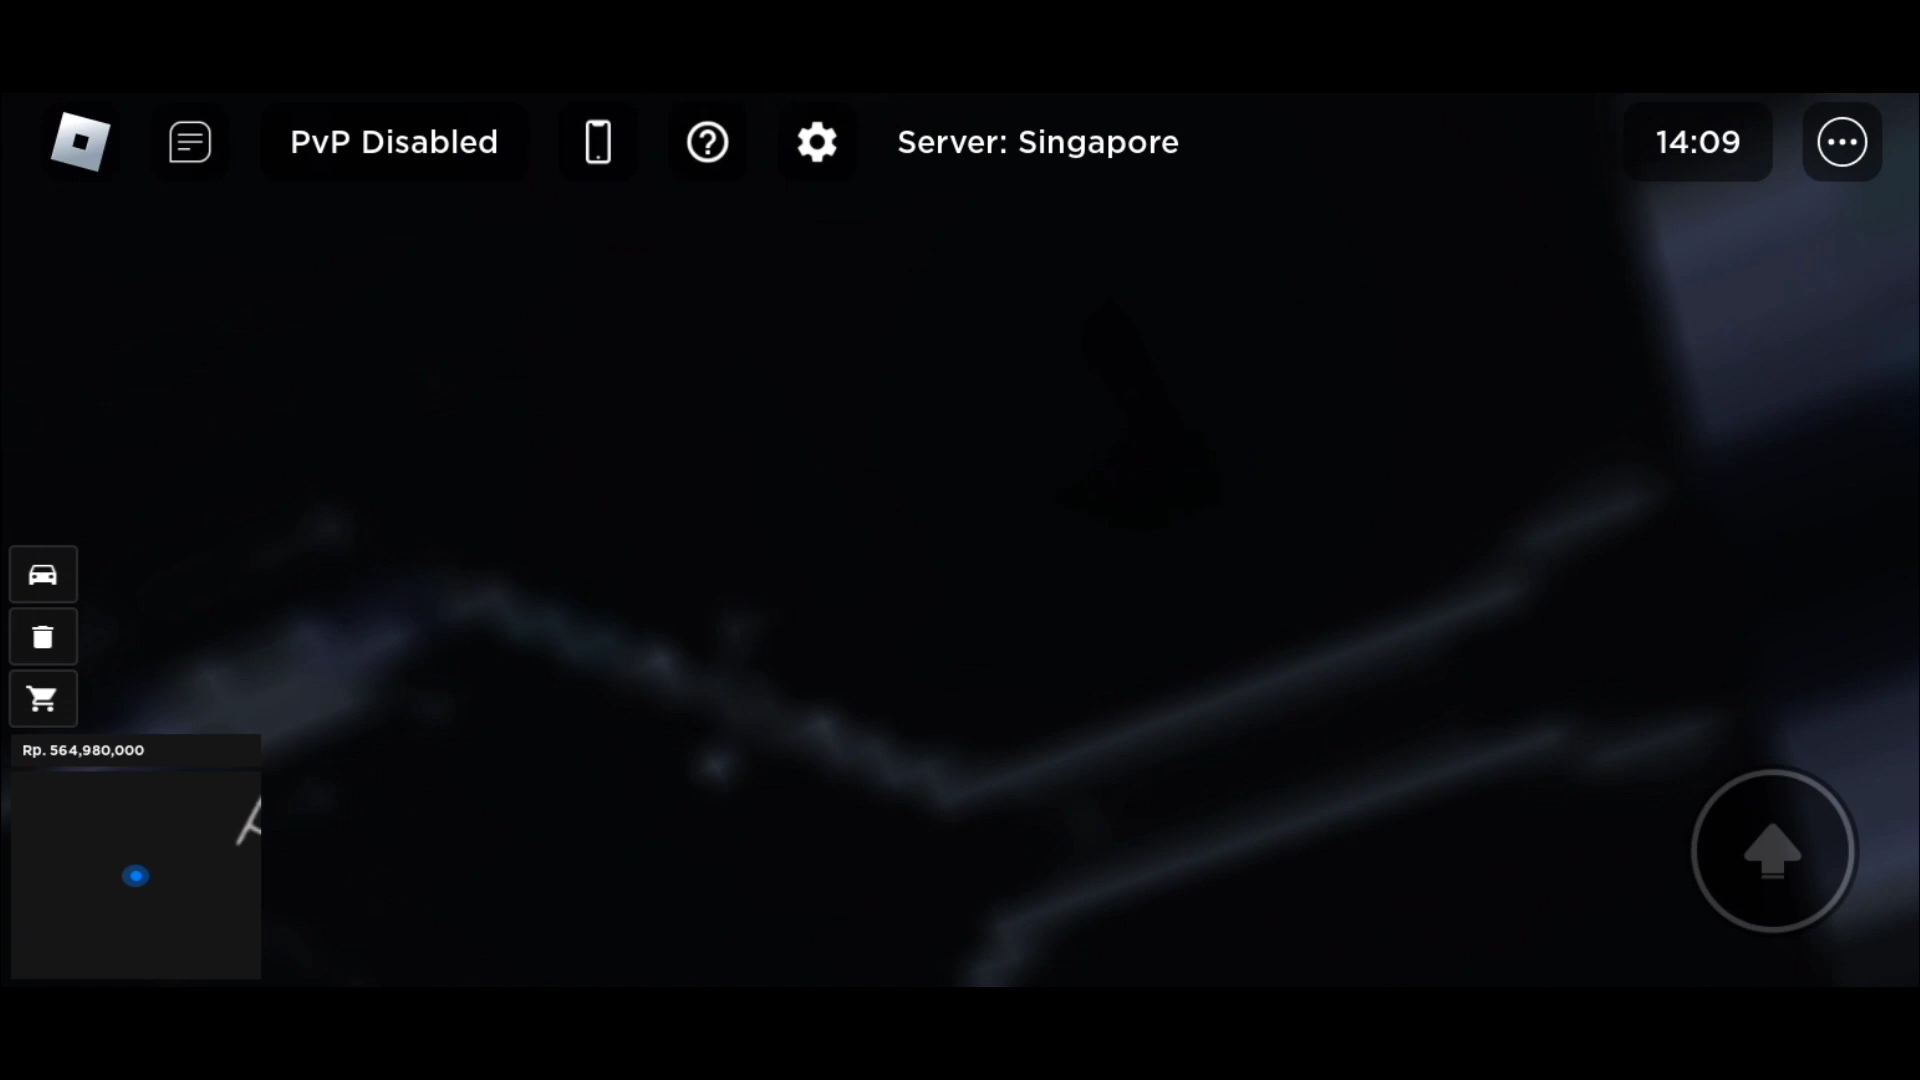 PvP Disabled
Server: Singapore
14:09
Rp. 564,980,000